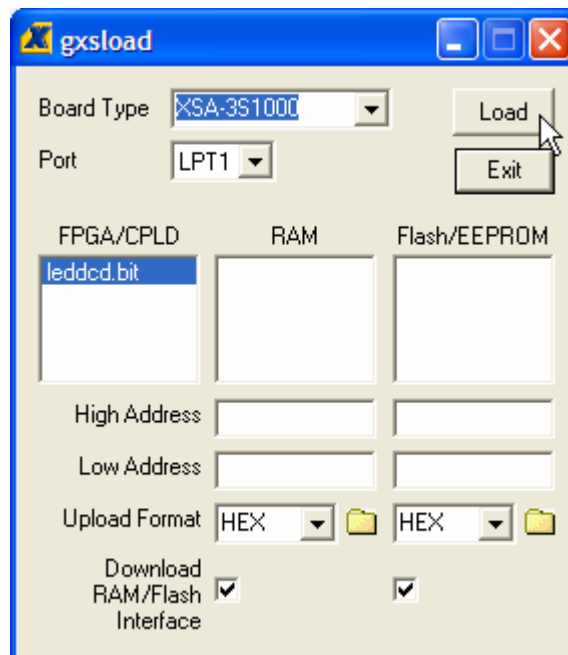 gxsload
Board Type XSA-3S1000 Load
Port LPT1 Exit
FPGA/CPLD RAM Flash/EEPROM
leddcd.bit
High Address
Low Address
Upload Format HEX HEX
Download
RAM/Flash
Interface